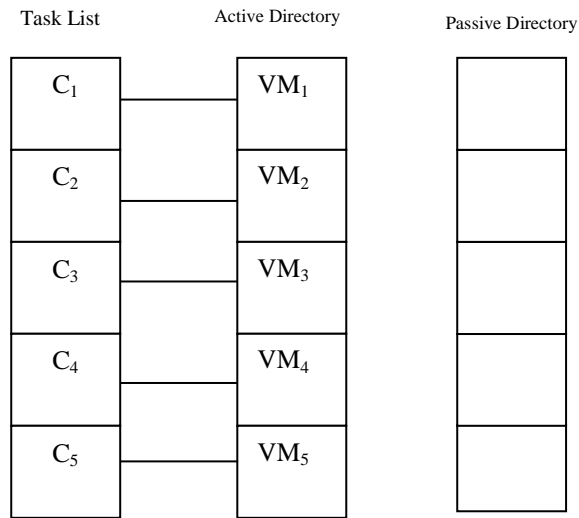 Task List Active Directory Passive Directory
C₁ VM₁
C₂ VM₂
C₃ VM₃
C₄ VM₄
C₅ VM₅